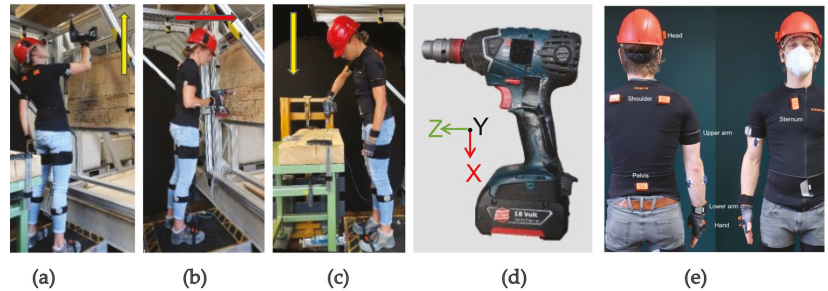 Head
Shoulder
Upper arm
Sternum
Z
Y
X
Pelvis
Lower arm
Hand
18 Volt
(a)
(b)
(c)
(d)
(e)